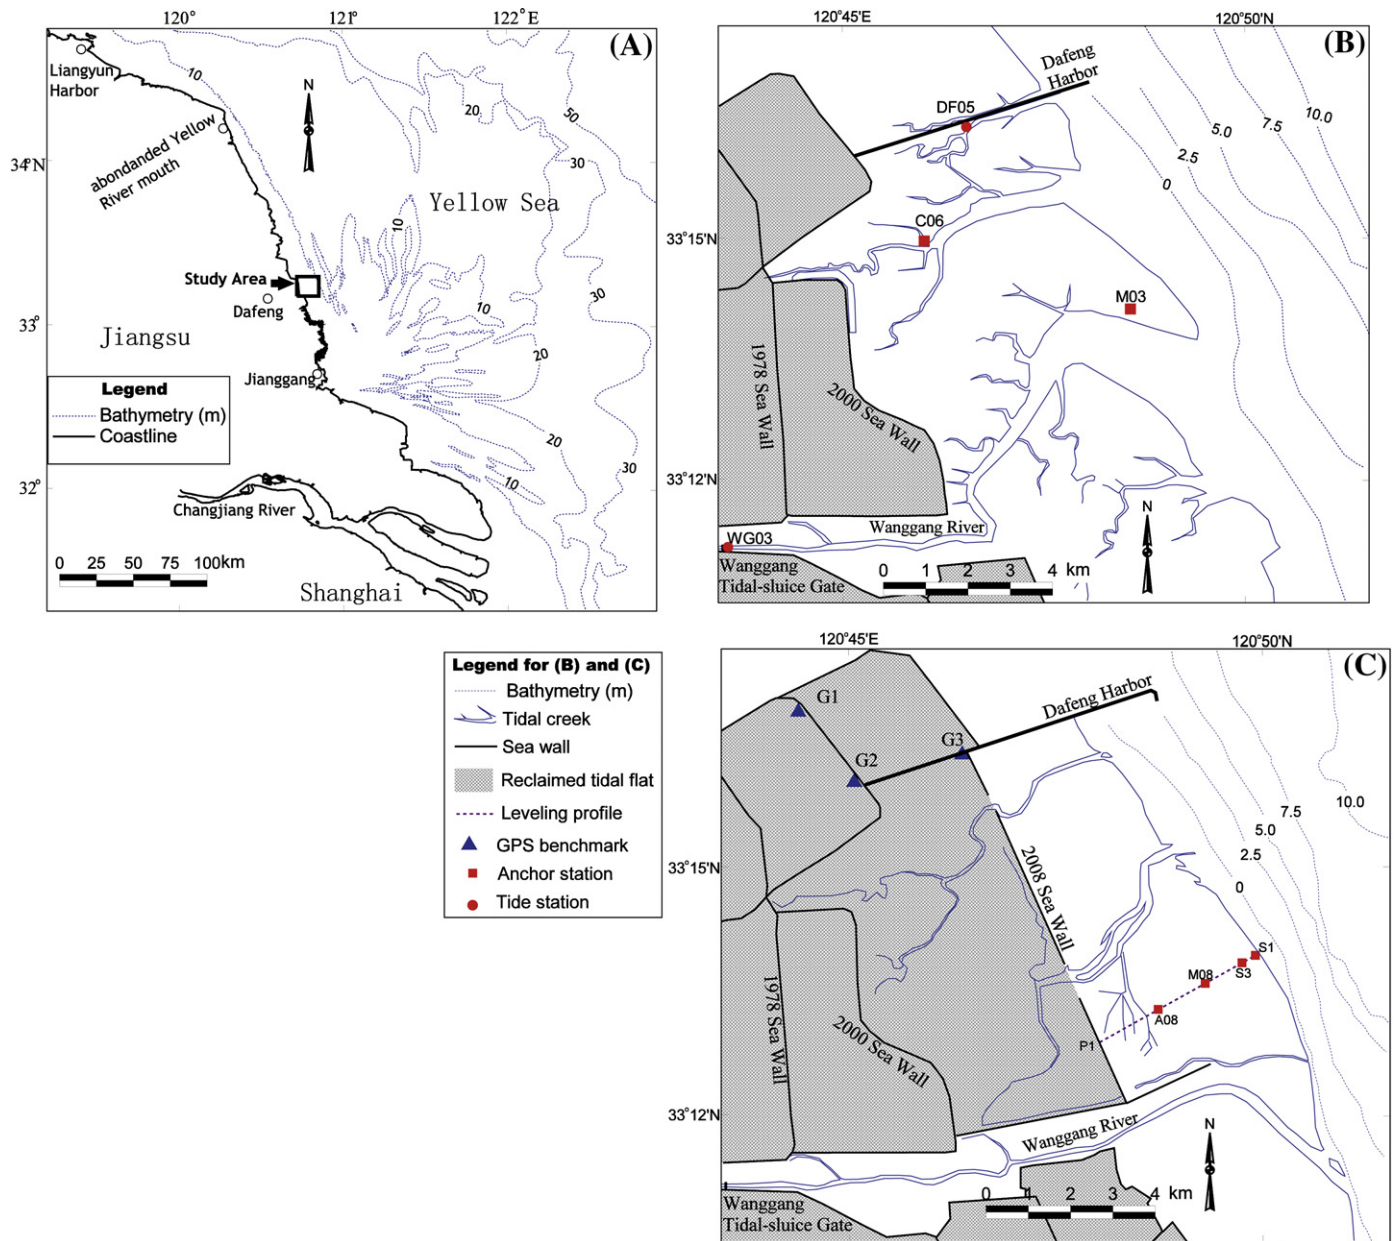 120°
121°
122°E
(A)
Liangyun
Harbor
10
20
50
30
abondanded Yellow
River mouth
34°N
10
Yellow Sea
20
Study Area
Dafeng
30
10
33°
20
Jiangsu
Jianggang
Legend
Bathymetry (m)
Coastline
20
30
10
32°
Changjiang River
0 25 50 75 100km
Shanghai
120°45'E
120°50'N
(B)
Dafeng
Harbor
DF05
10.0
7.5
5.0
2.5
0
C06
33°15'N
M03
1978 Sea Wall
2000 Sea Wall
33°12'N
N
Wanggang River
WG03
Wanggang
Tidal-sluice Gate
0 1 2 3 4 km
N
Legend for (B) and (C)
Bathymetry (m)
Tidal creek
Sea wall
Reclaimed tidal flat
Leveling profile
GPS benchmark
Anchor station
Tide station
120°45'E
120°50'N
(C)
G1
Dafeng Harbor
G3
G2
10.0
7.5
5.0
2.5
0
33°15'N
2008 Sea Wall
S1
S3
M08
A08
P1
1978 Sea Wall
2000 Sea Wall
33°12'N
Wanggang River
N
Wanggang
Tidal-sluice Gate
0 1 2 3 4 km